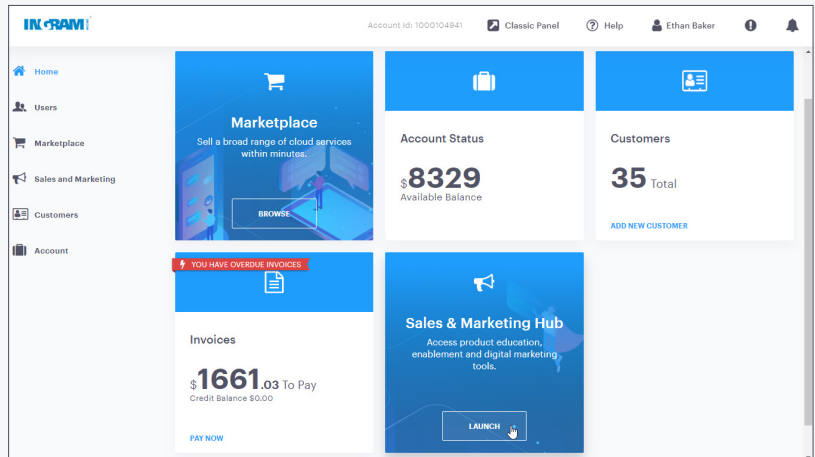 INGRAM
Account Id: 1000104941
Classic Panel
Help
Ethan Baker
Home
Users
Marketplace
Sales and Marketing
Customers
Account
Marketplace
Sell a broad range of cloud services
within minutes.
BROWSE
Account Status
$8329
Available Balance
Customers
35 Total
ADD NEW CUSTOMER
YOU HAVE OVERDUE INVOICES
Invoices
$1661.03 To Pay
Credit Balance $0.00
PAY NOW
Sales & Marketing Hub
Access product education,
enablement and digital marketing
tools.
LAUNCH